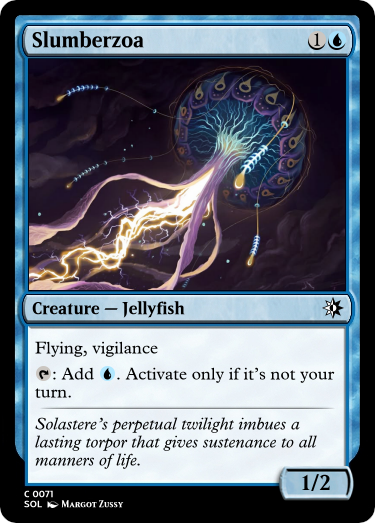 Slumberzoa 1
Creature — Jellyfish
Flying, vigilance
: Add . Activate only if it's not your
turn.
Solastere's perpetual twilight imbues a
lasting torpor that gives sustenance to all
manners of life.
1/2
C 0071
SOL Margot Zussy